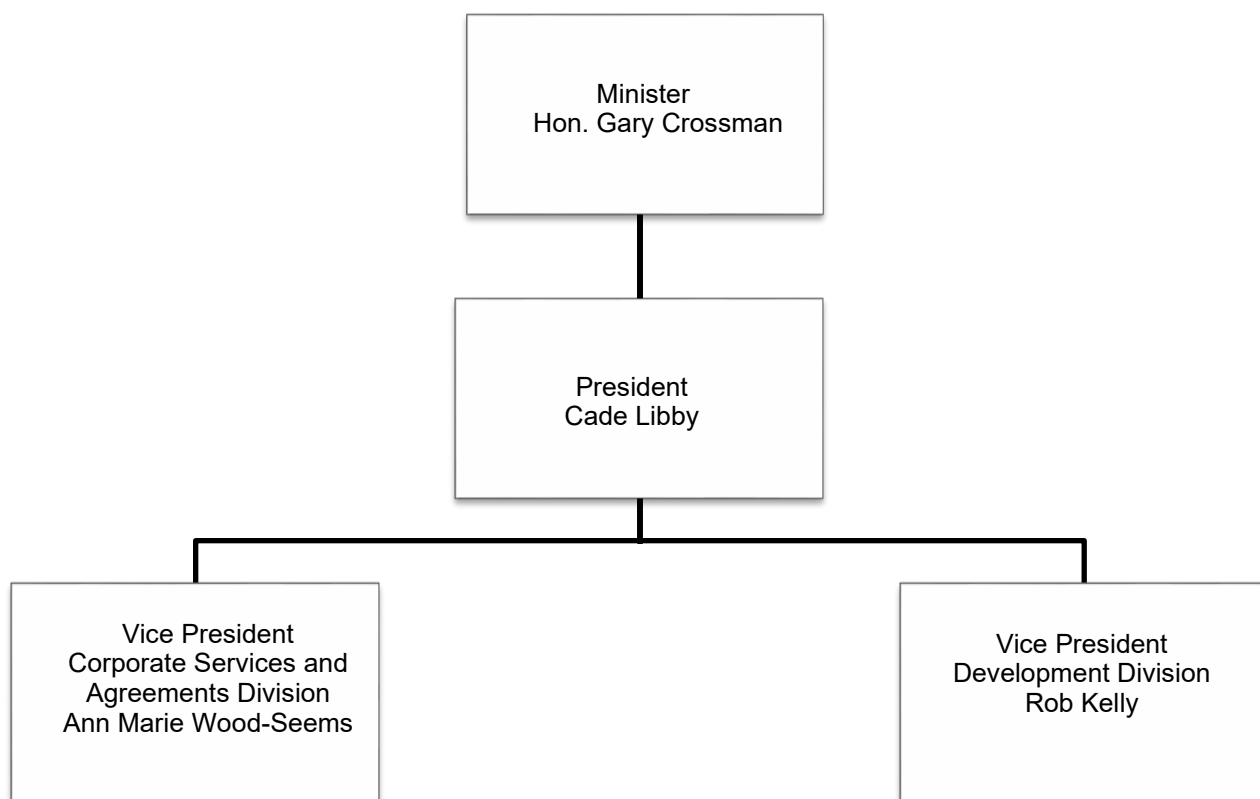 Minister
Hon. Gary Crossman
President
Cade Libby
Vice President
Corporate Services and
Agreements Division
Ann Marie Wood-Seems
Vice President
Development Division
Rob Kelly